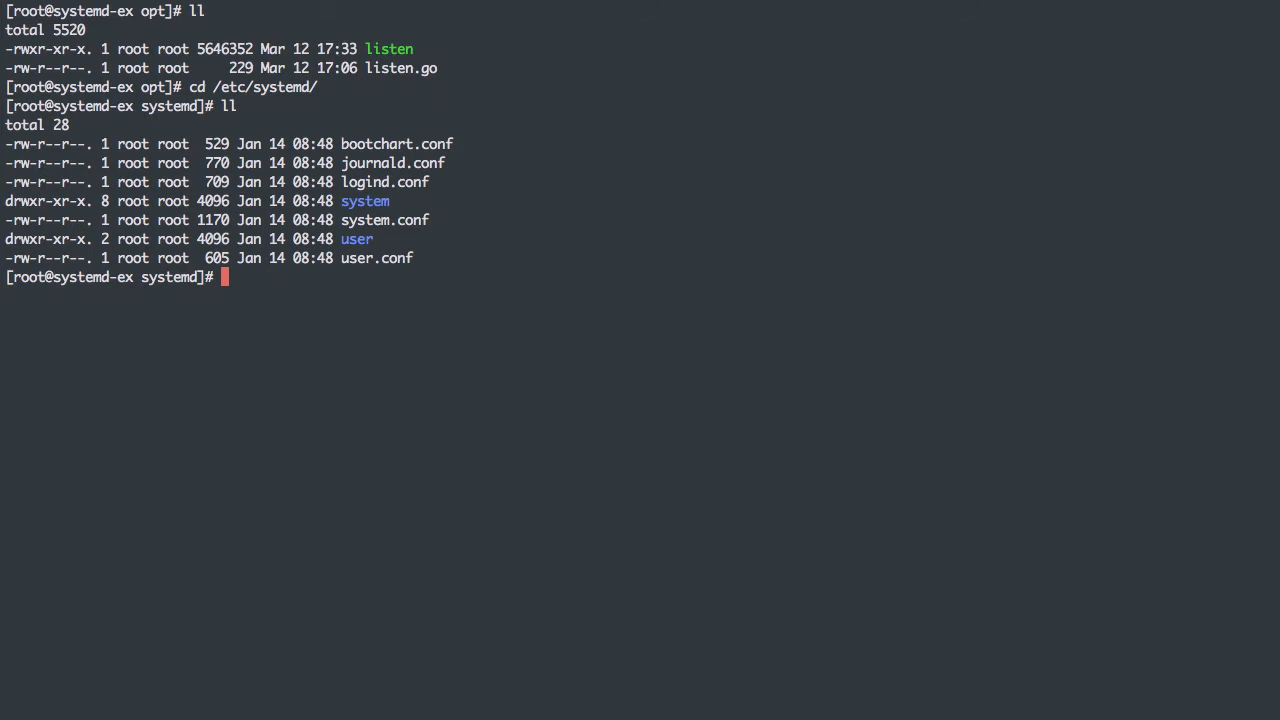 [root@systemd-ex opt]# ll
total 5520
-rwxr-xr-x. 1 root root 5646352 Mar 12 17:33 listen
-rw-r--r--. 1 root root     229 Mar 12 17:06 listen.go
[root@systemd-ex opt]# cd /etc/systemd/
[root@systemd-ex systemd]# ll
total 28
-rw-r--r--. 1 root root  529 Jan 14 08:48 bootchart.conf
-rw-r--r--. 1 root root  770 Jan 14 08:48 journald.conf
-rw-r--r--. 1 root root  709 Jan 14 08:48 logind.conf
drwxr-xr-x. 8 root root 4096 Jan 14 08:48 system
-rw-r--r--. 1 root root 1170 Jan 14 08:48 system.conf
drwxr-xr-x. 2 root root 4096 Jan 14 08:48 user
-rw-r--r--. 1 root root  605 Jan 14 08:48 user.conf
[root@systemd-ex systemd]#